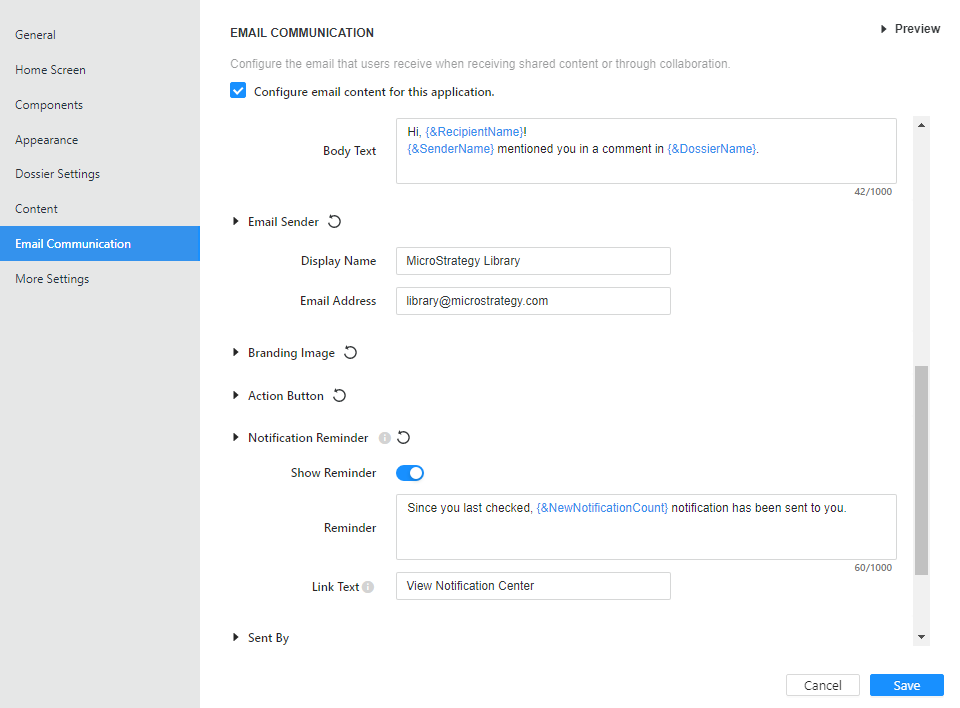 General
Home Screen
Components
Appearance
Dossier Settings
Content
Email Communication
More Settings
EMAIL COMMUNICATION
Preview
Configure the email that users receive when receiving shared content or through collaboration.
Configure email content for this application.
Body Text
Hi, {&RecipientName}!
{&SenderName} mentioned you in a comment in {&DossierName}.
42/1000
Email Sender
Display Name
MicroStrategy Library
Email Address
library@microstrategy.com
Branding Image
Action Button
Notification Reminder
Show Reminder
Reminder
Since you last checked, {&NewNotificationCount} notification has been sent to you.
60/1000
Link Text
View Notification Center
Sent By
Cancel
Save